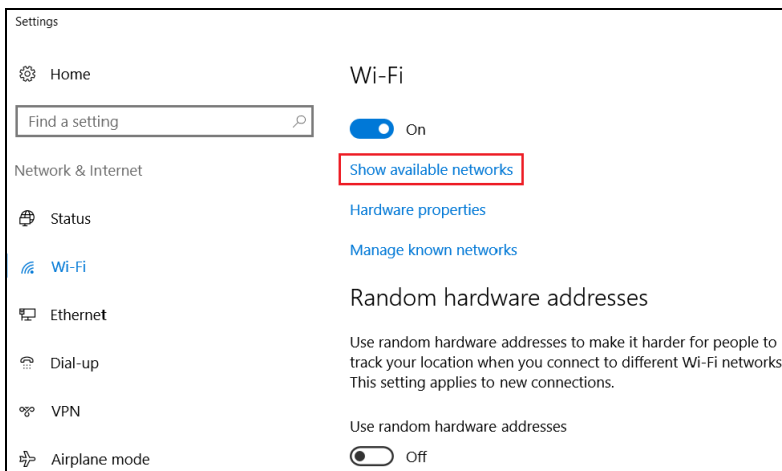 Settings
Home
Find a setting
Network & Internet
Status
Wi-Fi
Ethernet
Dial-up
VPN
Airplane mode
Wi-Fi
On
Show available networks
Hardware properties
Manage known networks
Random hardware addresses
Use random hardware addresses to make it harder for people to
track your location when you connect to different Wi-Fi networks
This setting applies to new connections.
Use random hardware addresses
Off